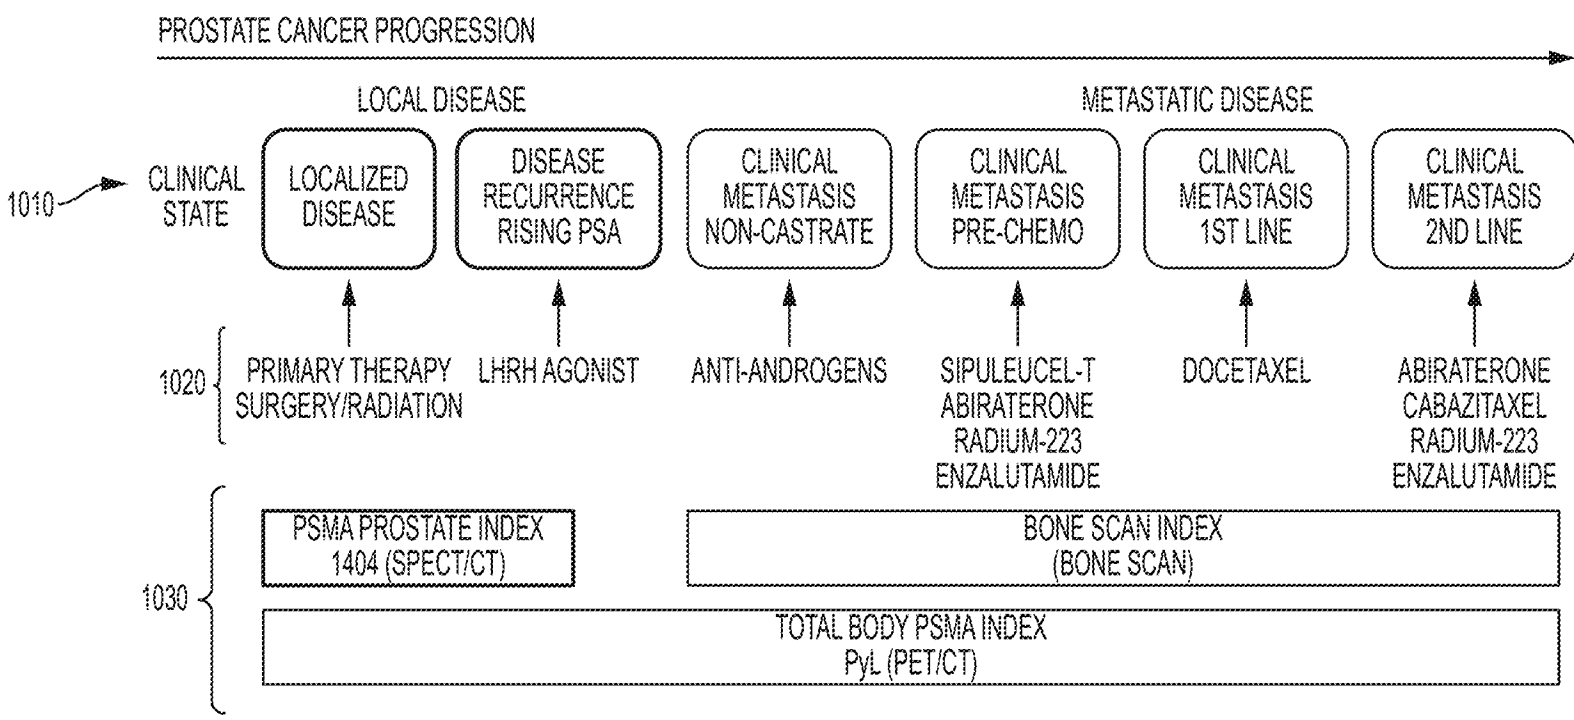 PROSTATE CANCER PROGRESSION
LOCAL DISEASE
METASTATIC DISEASE
1010
CLINICAL
STATE
LOCALIZED
DISEASE
DISEASE
RECURRENCE
RISING PSA
CLINICAL
METASTASIS
NON-CASTRATE
CLINICAL
METASTASIS
PRE-CHEMO
CLINICAL
METASTASIS
1ST LINE
CLINICAL
METASTASIS
2ND LINE
1020
PRIMARY THERAPY
SURGERY/RADIATION
LHRH AGONIST
ANTI-ANDROGENS
SIPULEUCEL-T
ABIRATERONE
RADIUM-223
ENZALUTAMIDE
DOCETAXEL
ABIRATERONE
CABAZITAXEL
RADIUM-223
ENZALUTAMIDE
1030
PSMA PROSTATE INDEX
1404 (SPECT/CT)
BONE SCAN INDEX
(BONE SCAN)
TOTAL BODY PSMA INDEX
PyL (PET/CT)